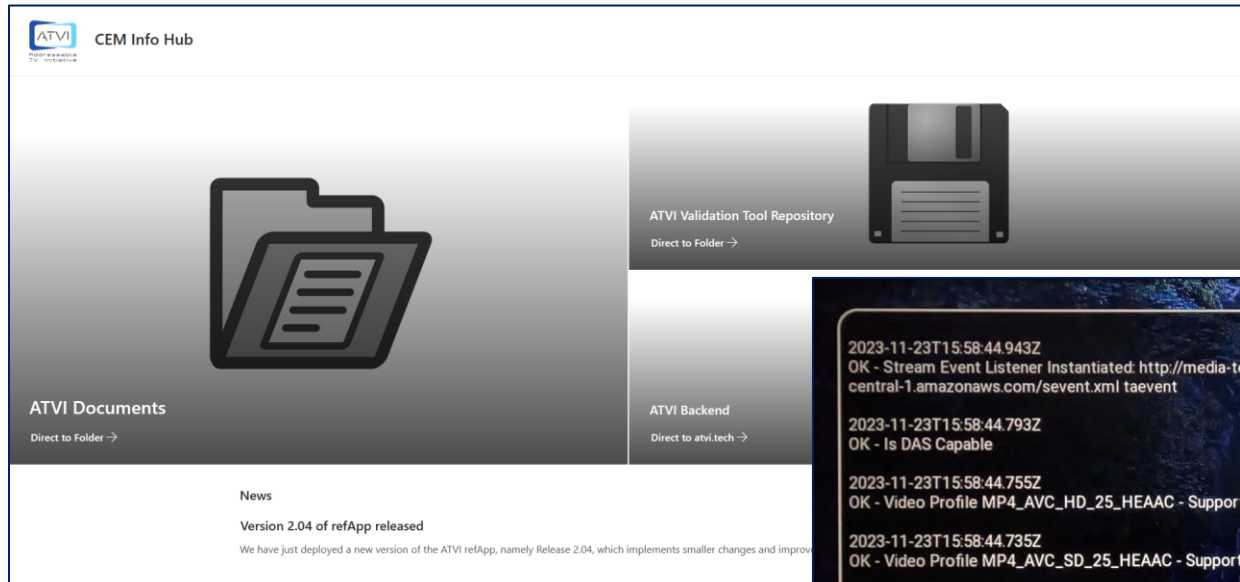 ATVI
Addressable
TV Initiative
CEM Info Hub
ATVI Validation Tool Repository
Direct to Folder →
ATVI Documents
Direct to Folder →
ATVI Backend
Direct to atvi.tech →
News
Version 2.04 of refApp released
We have just deployed a new version of the ATVI refApp, namely Release 2.04, which implements smaller changes and improv
2023-11-23T15:58:44.943Z
OK - Stream Event Listener Instantiated: http://media-t
central-1.amazonaws.com/sevent.xml taevent
2023-11-23T15:58:44.793Z
OK - Is DAS Capable
2023-11-23T15:58:44.755Z
OK - Video Profile MP4_AVC_HD_25_HEAAC - Suppor
2023-11-23T15:58:44.735Z
OK - Video Profile MP4_AVC_SD_25_HEAAC - Support